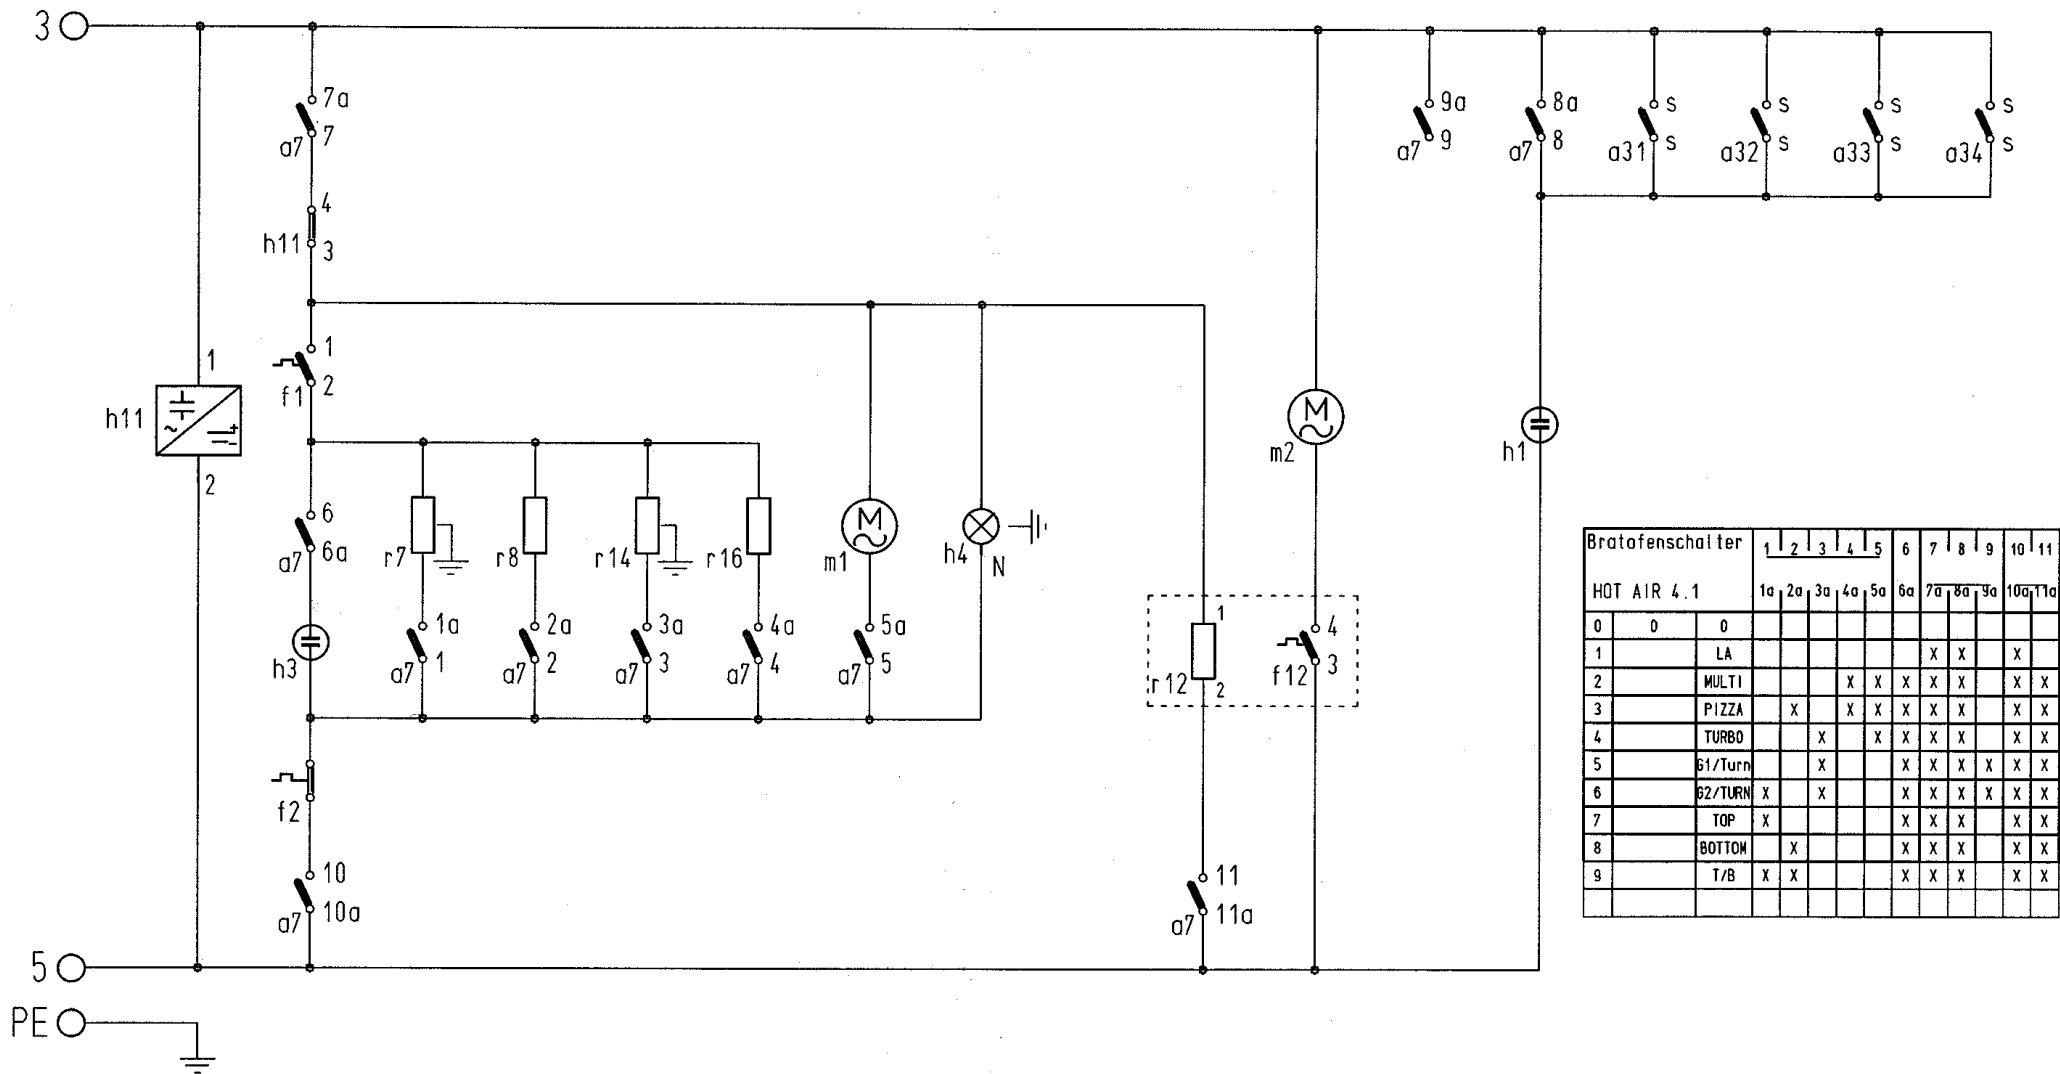 3
7a
7
a7
4
h11
3
9a
a7
9
8a
a7
8
s
a31
s
s
a32
s
s
a33
s
s
a34
s
1
h11
~
+
-
2
1
f1
2
6
a7
6a
h3
r7
1a
a7
1
r8
2a
a7
2
r14
3a
a7
3
r16
4a
a7
4
M
m1
5a
a7
5
h4
N
1
r12
2
M
m2
4
f12
3
h1
f2
10
a7
10a
11
a7
11a
5
PE
Bratofenschalter 1 2 3 4 5 6 7 8 9 10 11
HOT AIR 4.1 1a 2a 3a 4a 5a 6a 7a 8a 9a 10a 11a
0 0 0
1 LA X X X
2 MULTI X X X X X X X
3 PIZZA X X X X X X X X
4 TURBO X X X X X X X
5 G1/Turn X X X X X X X
6 G2/TURN X X X X X X X X
7 TOP X X X X X X
8 BOTTOM X X X X X X
9 T/B X X X X X X X